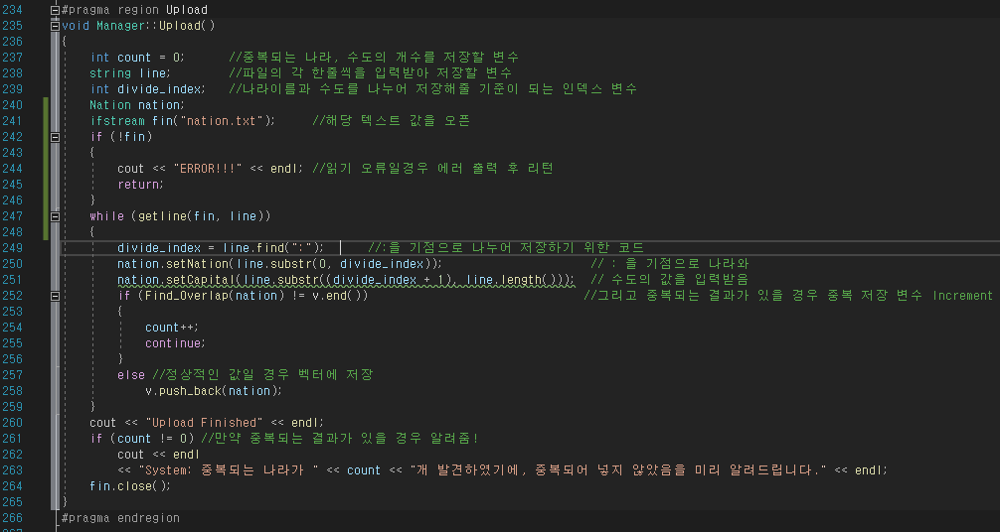 234 #pragma region Upload
235 void Manager::Upload()
236 {
237 int count = 0; //중복되는 나라, 수도의 개수를 저장할 변수
238 string line; //파일의 각 한줄씩을 입력받아 저장할 변수
239 int divide_index; //나라이름과 수도를 나누어 저장해줄 기준이 되는 인덱스 변수
240 Nation nation;
241 ifstream fin("nation.txt"); //해당 텍스트 값을 오픈
242 if (!fin)
243 {
244 cout << "ERROR!!!" << endl; //읽기 오류일경우 에러 출력 후 리턴
245 return;
246 }
247 while (getline(fin, line))
248 {
249 divide_index = line.find(":"); //:을 기점으로 나누어 저장하기 위한 코드
250 nation.setNation(line.substr(0, divide_index)); // : 을 기점으로 나라와
251 nation.setCapital(line.substr((divide_index + 1), line.length())); // 수도의 값을 입력받음
252 if (Find_Overlap(nation) != v.end()) //그리고 중복되는 결과가 있을 경우 중복 저장 변수 Increment
253 {
254 count++;
255 continue;
256 }
257 else //정상적인 값일 경우 벡터에 저장
258 v.push_back(nation);
259 }
260 cout << "Upload Finished" << endl;
261 if (count != 0) //만약 중복되는 결과가 있을 경우 알려줌!
262 cout << endl
263 << "System: 중복되는 나라가 " << count << "개 발견하였기에, 중복되어 넣지 않았음을 미리 알려드립니다." << endl;
264 fin.close();
265 }
266 #pragma endregion